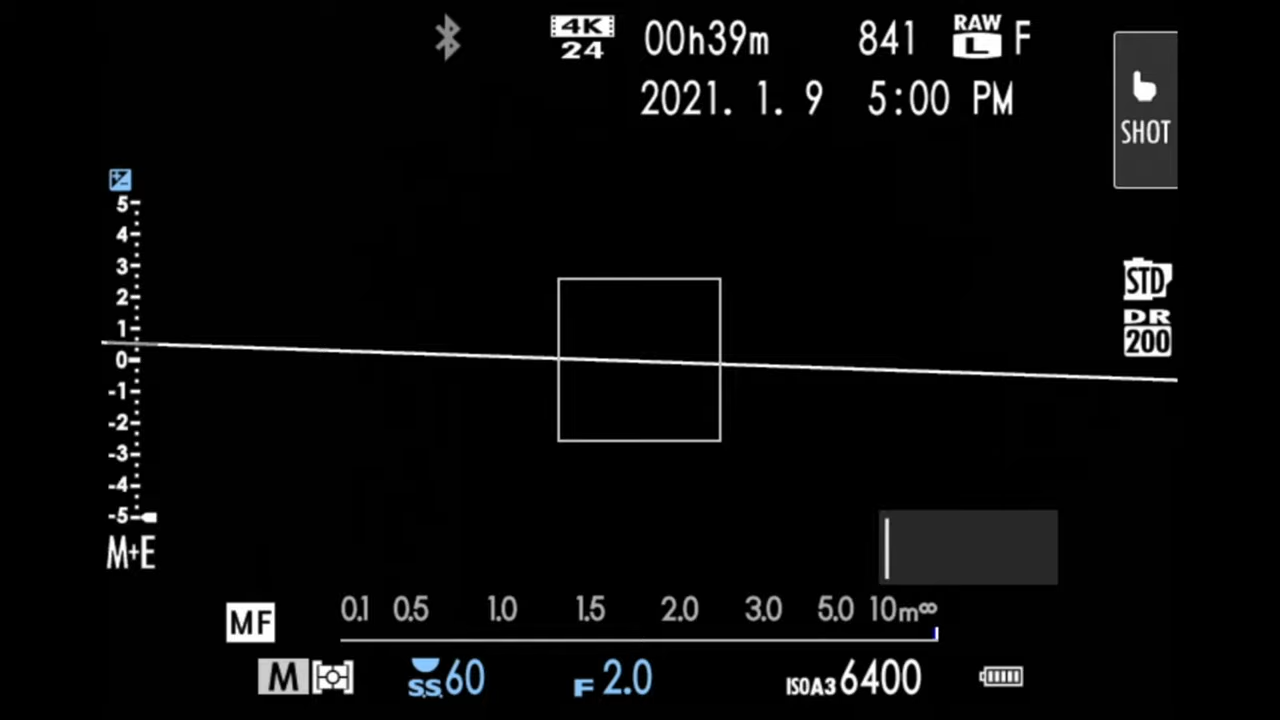 4K 24 00h39m 841 RAW L F
2021. 1. 9 5:00 PM
SHOT
5
4
3
2
1
0
-1
-2
-3
-4
-5
STD
DR
200
M+E
MF 0.1 0.5 1.0 1.5 2.0 3.0 5.0 10m∞
M S.S. 60 F 2.0 ISO A3 6400